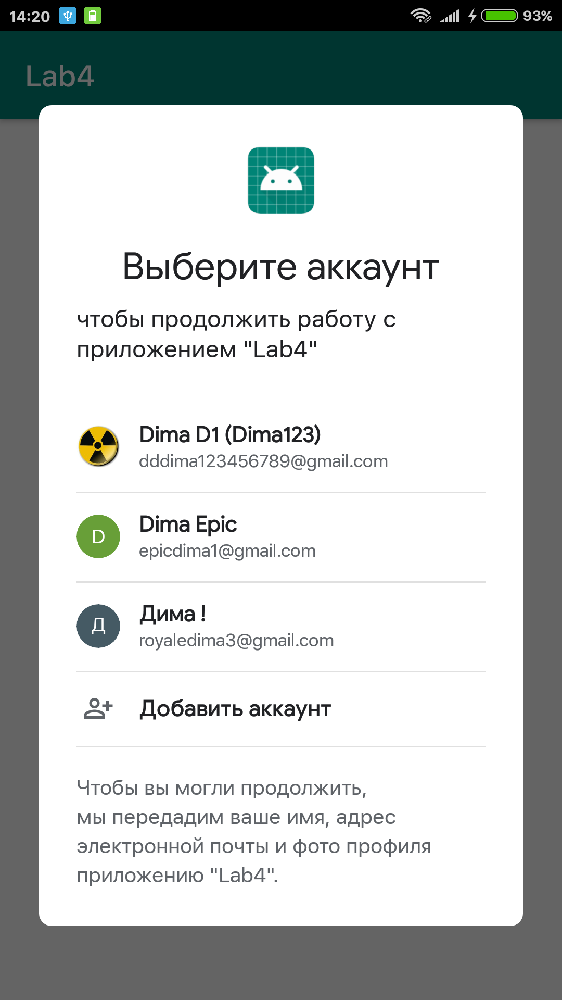 14:20
93%
Lab4
Выберите аккаунт
чтобы продолжить работу с
приложением "Lab4"
Dima D1 (Dima123)
dddima123456789@gmail.com
D
Dima Epic
epicdima1@gmail.com
Д
Дима !
royaledima3@gmail.com
Добавить аккаунт
Чтобы вы могли продолжить,
мы передадим ваше имя, адрес
электронной почты и фото профиля
приложению "Lab4".